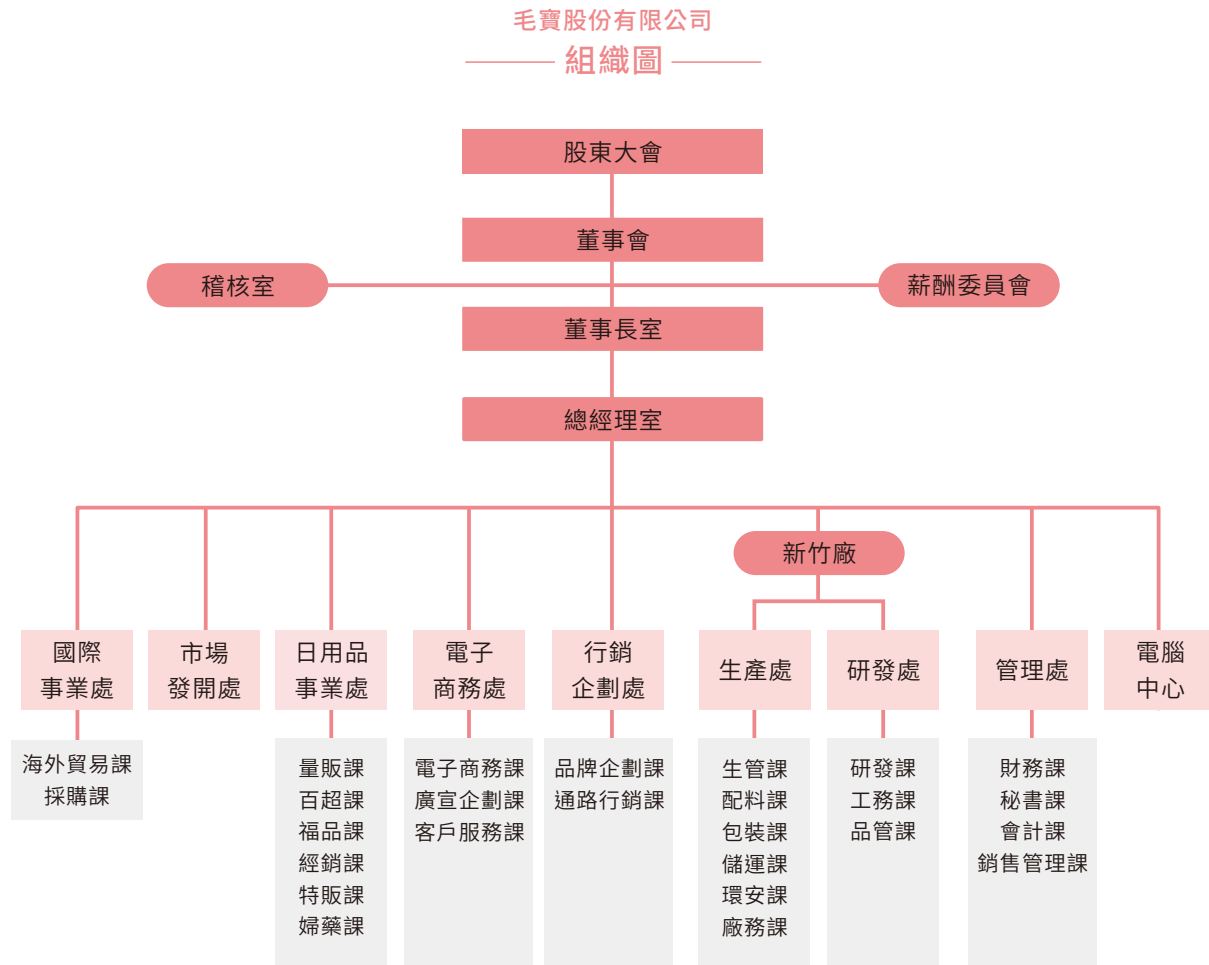 毛寶股份有限公司
組織圖
股東大會
董事會
稽核室
薪酬委員會
董事長室
總經理室
新竹廠
國際
事業處
市場
發開處
日用品
事業處
電子
商務處
行銷
企劃處
生產處
研發處
管理處
電腦
中心
海外貿易課
採購課
量販課
百超課
福品課
經銷課
特販課
婦藥課
電子商務課
廣宣企劃課
客戶服務課
品牌企劃課
通路行銷課
生管課
配料課
包裝課
儲運課
環安課
廠務課
研發課
工務課
品管課
財務課
秘書課
會計課
銷售管理課